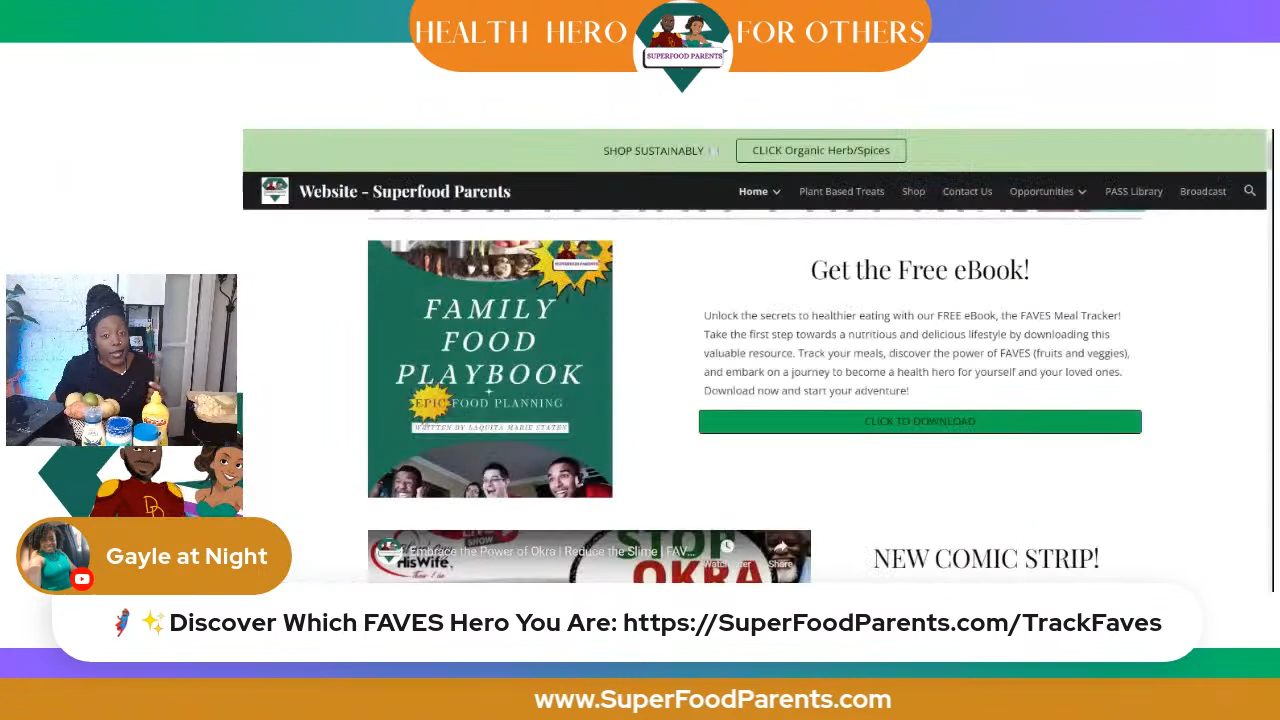 HEALTH HERO
FOR OTHERS
SUPERFOOD PARENTS
SHOP SUSTAINABLY
CLICK Organic Herb/Spices
Website - Superfood Parents
Home
Plant Based Treats
Shop
Contact Us
Opportunities
PASS Library
Broadcast
FAMILY
FOOD
PLAYBOOK
EPIC FOOD PLANNING
WRITTEN BY LAQUITA MARIE STATEN
Get the Free eBook!
Unlock the secrets to healthier eating with our FREE eBook, the FAVES Meal Tracker!
Take the first step towards a nutritious and delicious lifestyle by downloading this
valuable resource. Track your meals, discover the power of FAVES (fruits and veggies),
and embark on a journey to become a health hero for yourself and your loved ones.
Download now and start your adventure!
CLICK TO DOWNLOAD
Embrace the Power of Okra | Reduce the Slime | FAV...
Watch later
Share
HisWife,
SHOW
STOP
OKRA
NEW COMIC STRIP!
Gayle at Night
Discover Which FAVES Hero You Are: https://SuperFoodParents.com/TrackFaves
www.SuperFoodParents.com